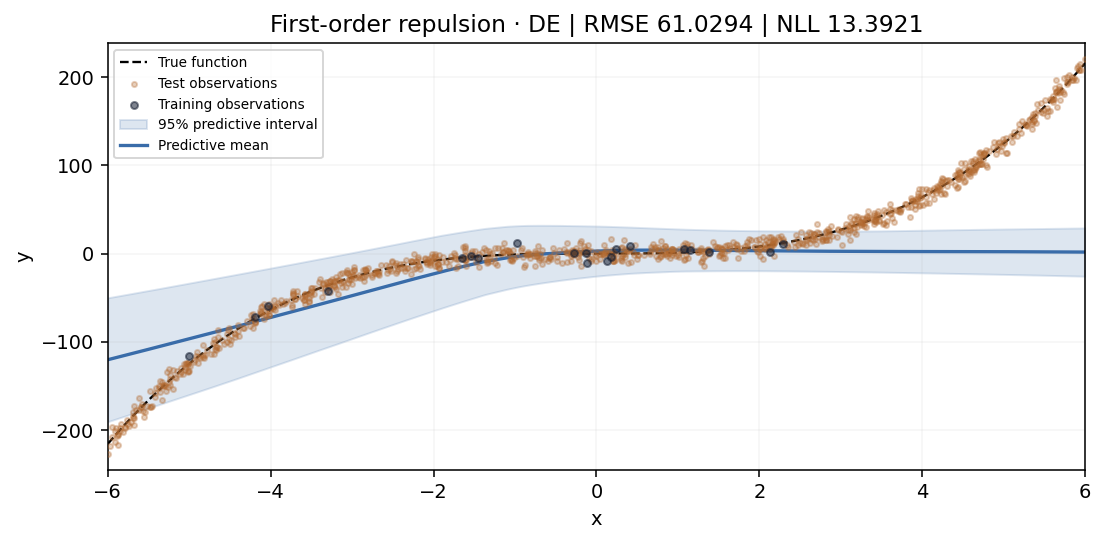 First-order repulsion · DE | RMSE 61.0294 | NLL 13.3921
True function
Test observations
Training observations
95% predictive interval
Predictive mean
200
100
0
−100
−200
y
−6
−4
−2
0
2
4
6
x